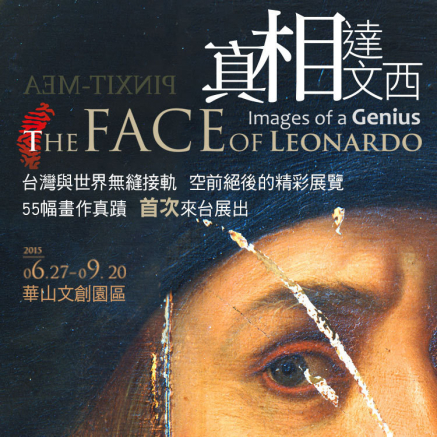 真相達文西
PINXIT-MEA
Images of a Genius
THE FACE OF LEONARDO
台灣與世界無縫接軌 空前絕後的精彩展覽
55幅畫作真蹟 首次來台展出
2015
06.27-09.20
華山文創園區